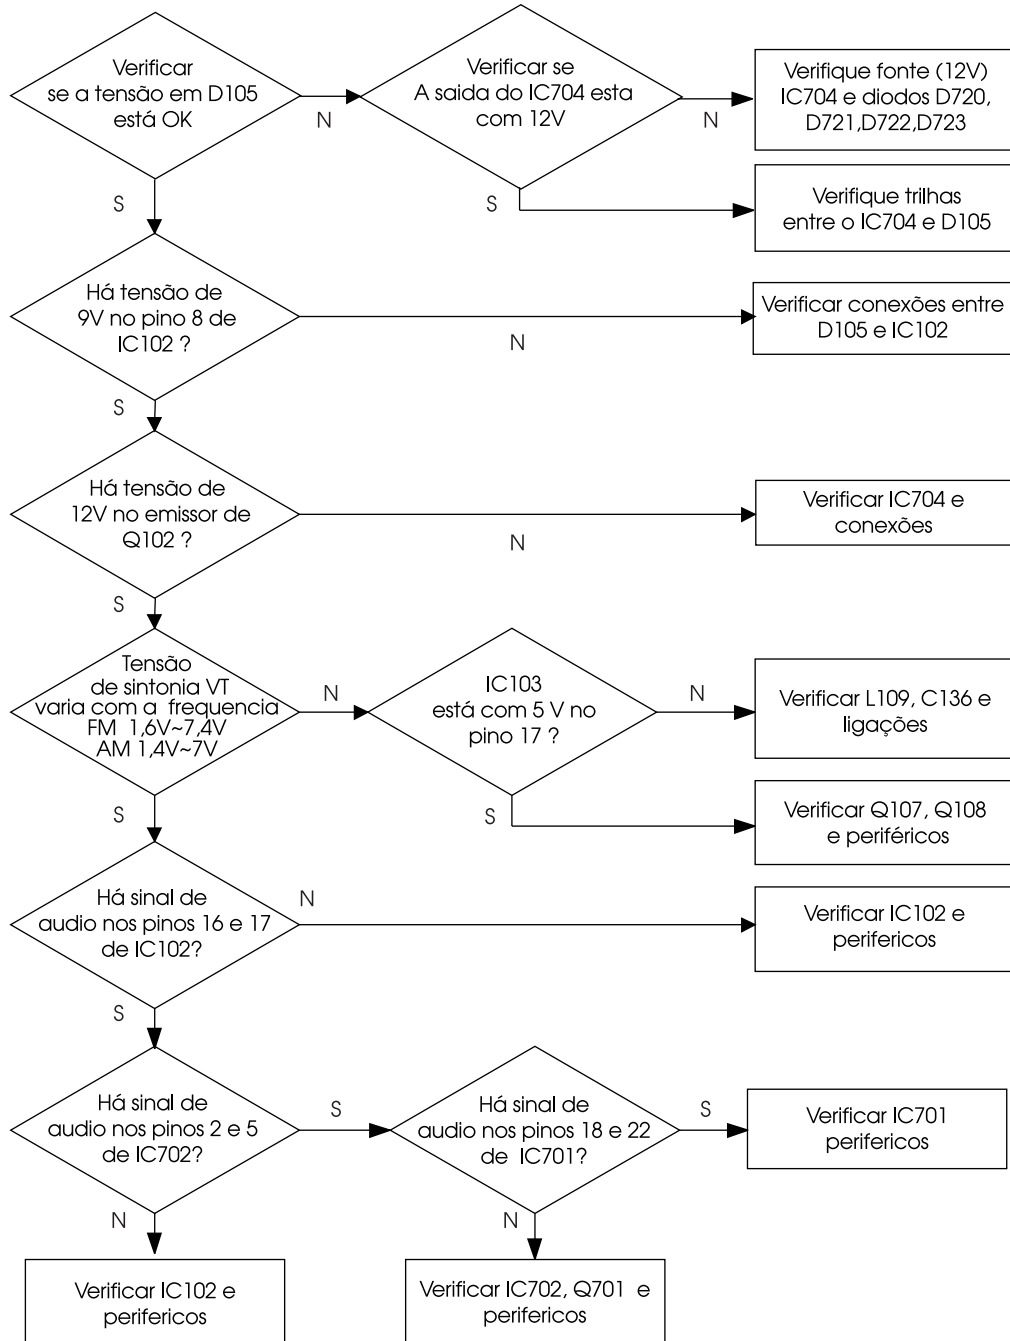 Verificar
se a tensão em D105
está OK
N
Verificar se
A saida do IC704 esta
com 12V
N
Verifique fonte (12V)
IC704 e diodos D720,
D721,D722,D723
S
S
Verifique trilhas
entre o IC704 e D105
Há tensão de
9V no pino 8 de
IC102 ?
N
Verificar conexões entre
D105 e IC102
S
Há tensão de
12V no emissor de
Q102 ?
N
Verificar IC704 e
conexões
S
Tensão
de sintonia VT
varia com a frequencia
FM 1,6V~7,4V
AM 1,4V~7V
N
IC103
está com 5 V no
pino 17 ?
N
Verificar L109, C136 e
ligações
S
S
Verificar Q107, Q108
e periféricos
Há sinal de
audio nos pinos 16 e 17
de IC102?
N
Verificar IC102 e
perifericos
S
Há sinal de
audio nos pinos 2 e 5
de IC702?
S
Há sinal de
audio nos pinos 18 e 22
de IC701?
S
Verificar IC701
perifericos
N
N
Verificar IC102 e
perifericos
Verificar IC702, Q701 e
perifericos